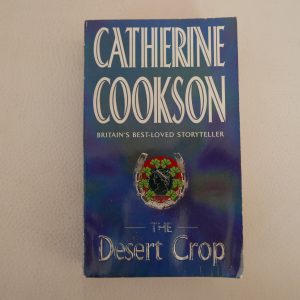 CATHERINE
COOKSON
BRITAIN'S BEST-LOVED STORYTELLER
THE
Desert Crop